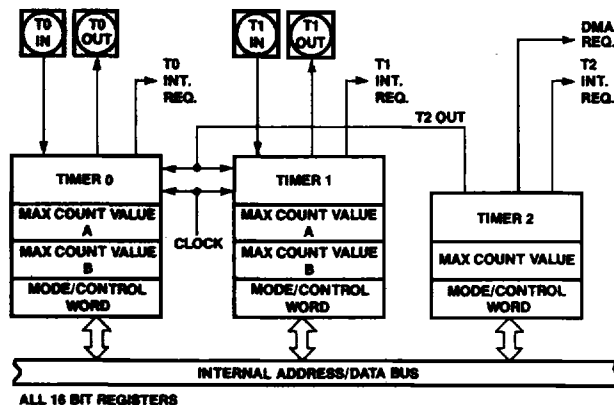 T0
IN
T0
OUT
T1
IN
T1
OUT
DMA
REQ.
T0
INT.
REQ.
T1
INT.
REQ.
T2
INT.
REQ.
T2 OUT
TIMER 0
MAX COUNT VALUE
A
MAX COUNT VALUE
B
MODE/CONTROL
WORD
CLOCK
TIMER 1
MAX COUNT VALUE
A
MAX COUNT VALUE
B
MODE/CONTROL
WORD
TIMER 2
MAX COUNT VALUE
MODE/CONTROL
WORD
INTERNAL ADDRESS/DATA BUS
ALL 16 BIT REGISTERS